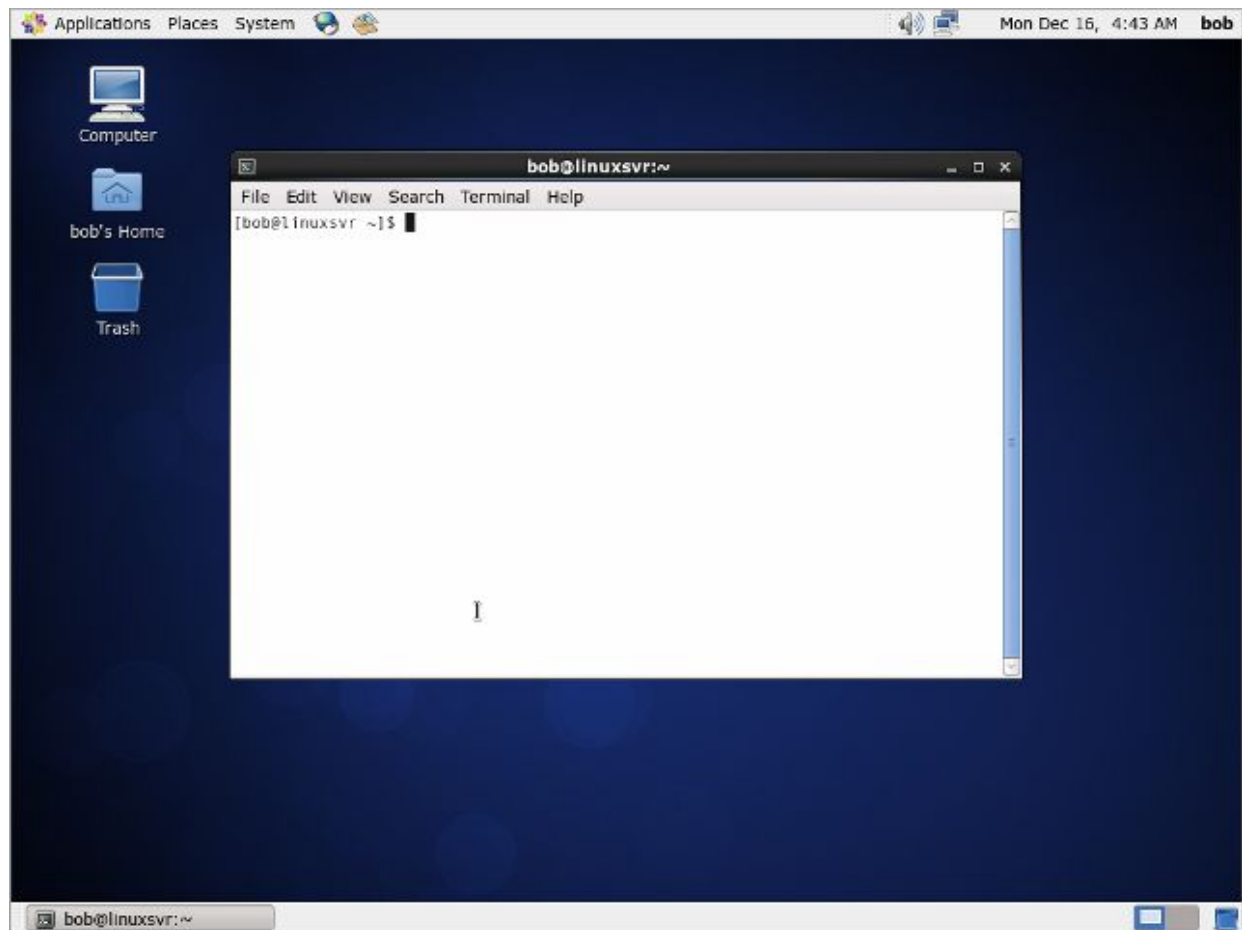 Applications Places System
Mon Dec 16, 4:43 AM bob
Computer
bob's Home
Trash
bob@linuxsvr:~
File Edit View Search Terminal Help
[bob@linuxsvr ~]$
bob@linuxsvr:~